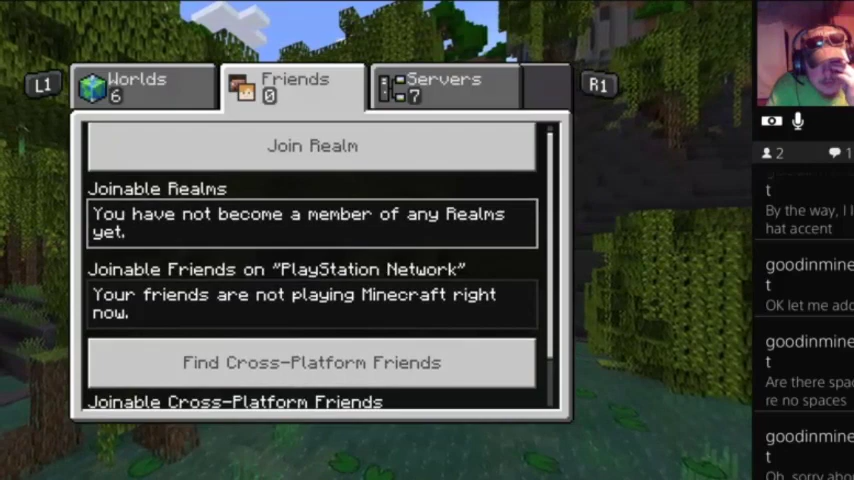 L1
Worlds
6
Friends
0
Servers
7
R1
Join Realm
Joinable Realms
You have not become a member of any Realms
yet.
Joinable Friends on "PlayStation Network"
Your friends are not playing Minecraft right
now.
Find Cross-Platform Friends
Joinable Cross-Platform Friends
2
1
t
By the way, I l
hat accent
goodinmine
t
OK let me add
goodinmine
t
Are there spac
re no spaces
goodinmine
t
Oh, sorry abou